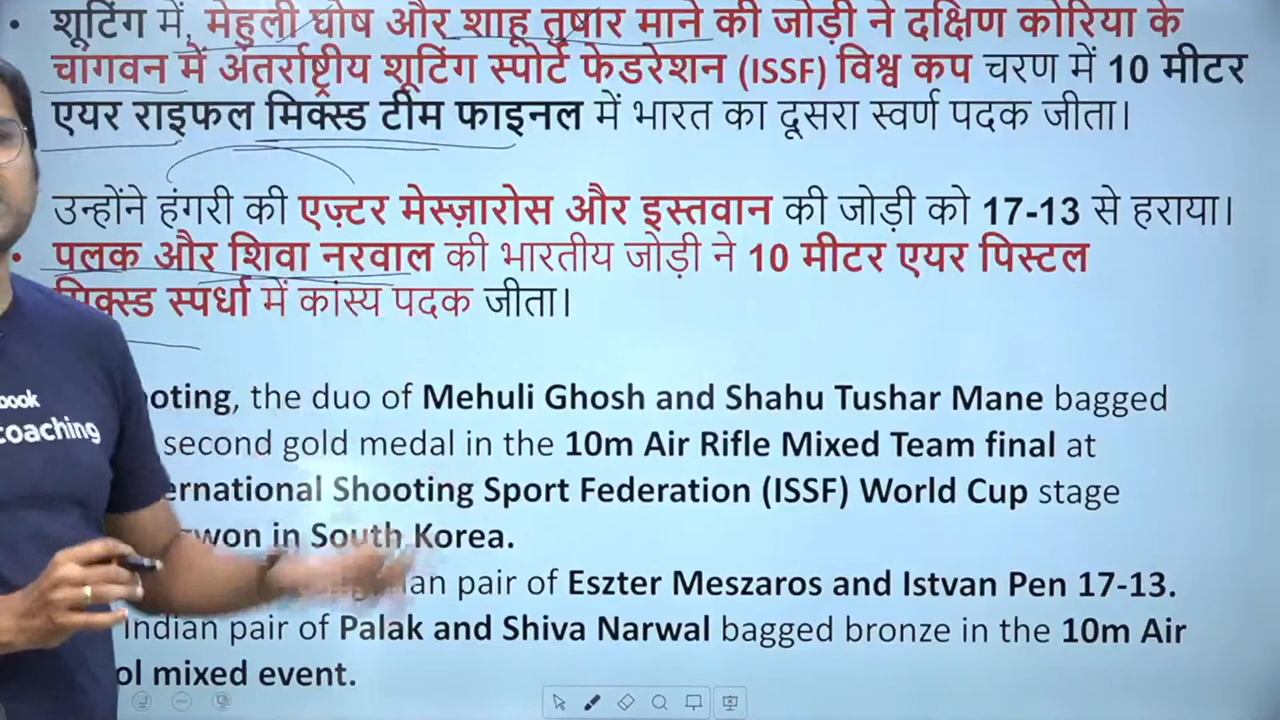 • शूटिंग में, मेहुली घोष और शाहू तुषार माने की जोड़ी ने दक्षिण कोरिया के
चांगवन में अंतर्राष्ट्रीय शूटिंग स्पोर्ट फेडरेशन (ISSF) विश्व कप चरण में 10 मीटर
एयर राइफल मिक्स्ड टीम फाइनल में भारत का दूसरा स्वर्ण पदक जीता।
उन्होंने हंगरी की एज़्टर मेस्ज़ारोस और इस्तवान की जोड़ी को 17-13 से हराया।
• पलक और शिवा नरवाल की भारतीय जोड़ी ने 10 मीटर एयर पिस्टल
मिक्स्ड स्पर्धा में कांस्य पदक जीता।
ooting, the duo of Mehuli Ghosh and Shahu Tushar Mane bagged
second gold medal in the 10m Air Rifle Mixed Team final at
ernational Shooting Sport Federation (ISSF) World Cup stage
won in South Korea.
an pair of Eszter Meszaros and Istvan Pen 17-13.
Indian pair of Palak and Shiva Narwal bagged bronze in the 10m Air
ol mixed event.
book
coaching